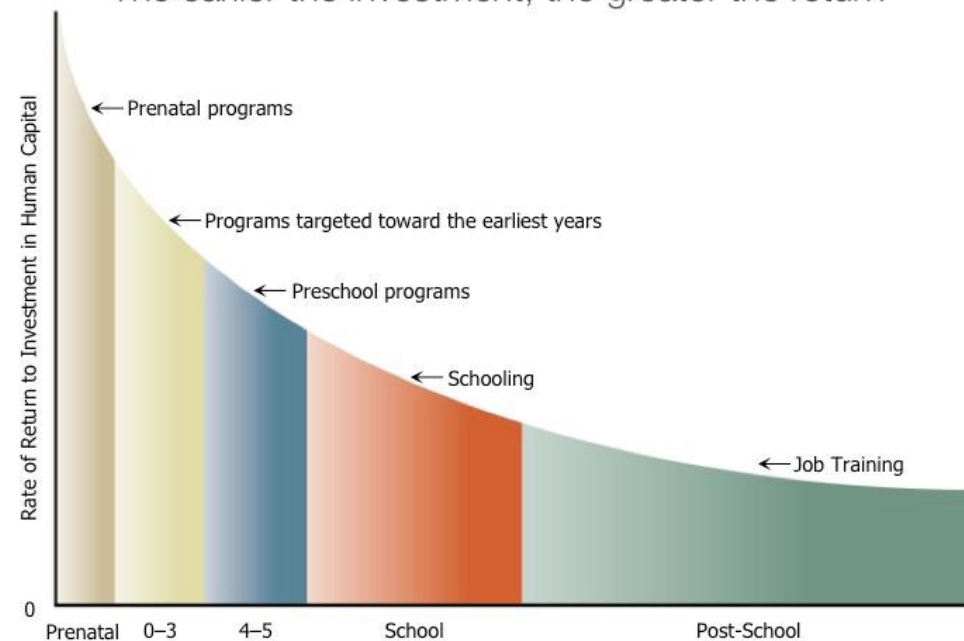 The earlier the investment, the greater the return
Rate of Return to Investment in Human Capital
Prenatal programs
Programs targeted toward the earliest years
Preschool programs
Schooling
Job Training
0
Prenatal 0–3 4–5 School Post-School